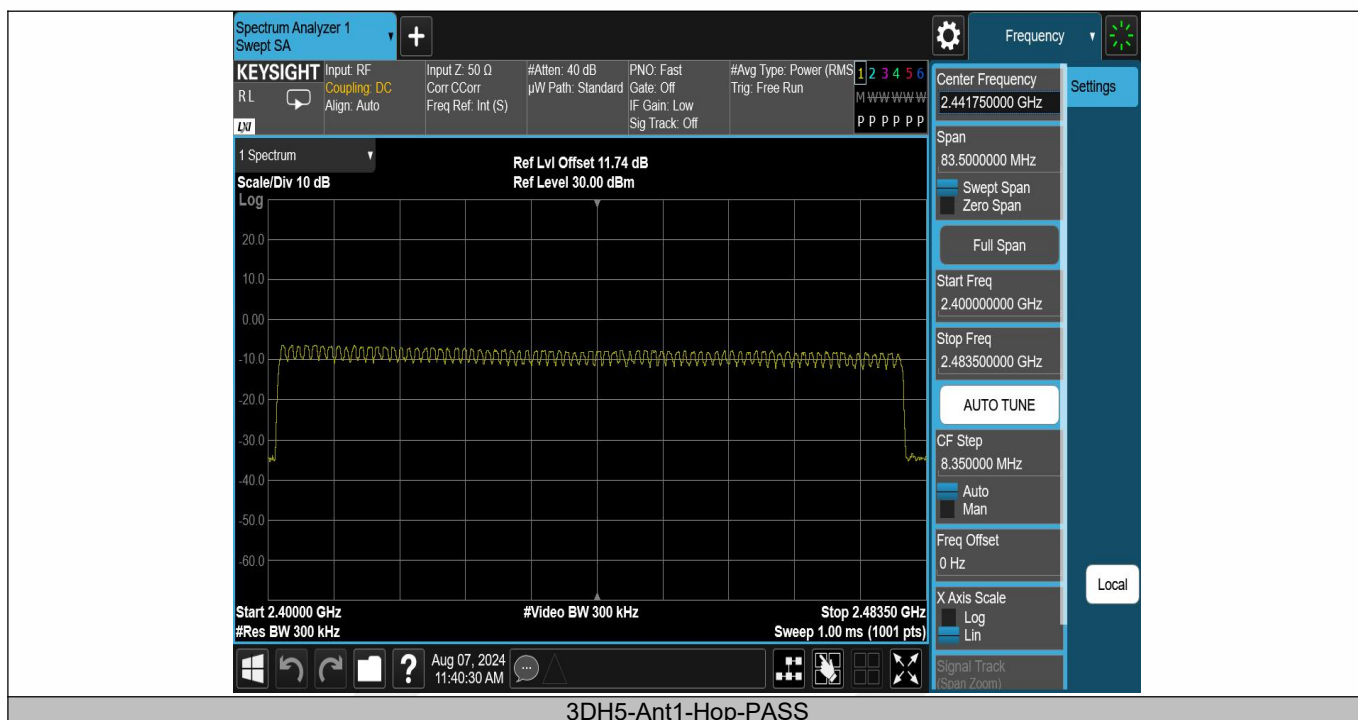 Spectrum Analyzer 1
Swept SA
+
Frequency
KEYSIGHT
R L
LXI
Input: RF
Coupling: DC
Align: Auto
Input Z: 50 Ω
Corr CCorr
Freq Ref: Int (S)
#Atten: 40 dB
µW Path: Standard
PNO: Fast
Gate: Off
IF Gain: Low
Sig Track: Off
#Avg Type: Power (RMS
Trig: Free Run
1 2 3 4 5 6
M W W W W W
P P P P P P
Center Frequency
2.441750000 GHz
Settings
Span
83.5000000 MHz
Swept Span
Zero Span
Full Span
Start Freq
2.400000000 GHz
Stop Freq
2.483500000 GHz
AUTO TUNE
CF Step
8.350000 MHz
Auto
Man
Freq Offset
0 Hz
X Axis Scale
Log
Lin
Signal Track
(Span Zoom)
Local
1 Spectrum
Scale/Div 10 dB
Log
Ref Lvl Offset 11.74 dB
Ref Level 30.00 dBm
20.0
10.0
0.00
-10.0
-20.0
-30.0
-40.0
-50.0
-60.0
Start 2.40000 GHz
#Res BW 300 kHz
#Video BW 300 kHz
Stop 2.48350 GHz
Sweep 1.00 ms (1001 pts)
?
Aug 07, 2024
11:40:30 AM
3DH5-Ant1-Hop-PASS